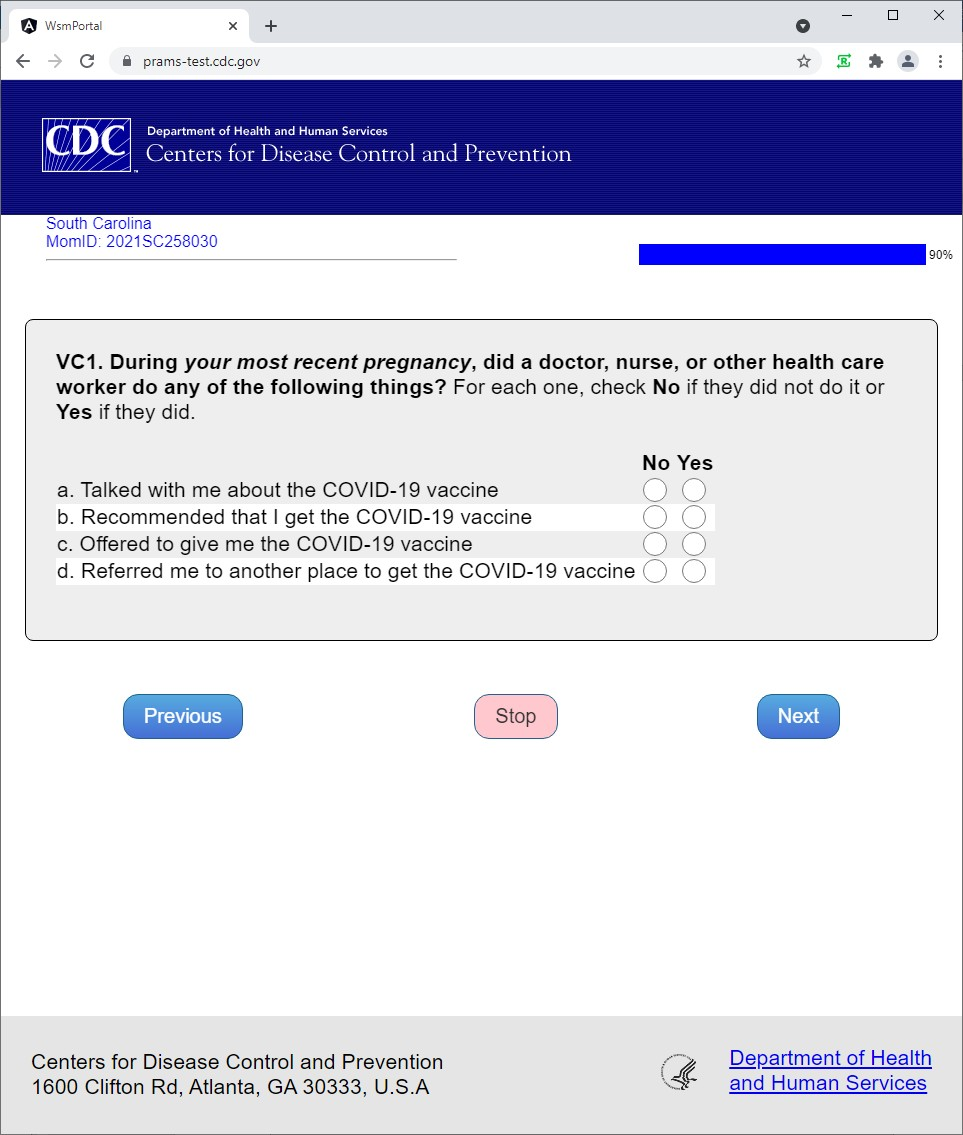 WsmPortal
prams-test.cdc.gov
CDC
Department of Health and Human Services
Centers for Disease Control and Prevention
South Carolina
MomID: 2021SC258030
90%
VC1. During your most recent pregnancy, did a doctor, nurse, or other health care
worker do any of the following things? For each one, check No if they did not do it or
Yes if they did.
No Yes
a. Talked with me about the COVID-19 vaccine
b. Recommended that I get the COVID-19 vaccine
c. Offered to give me the COVID-19 vaccine
d. Referred me to another place to get the COVID-19 vaccine
Previous
Stop
Next
Centers for Disease Control and Prevention
1600 Clifton Rd, Atlanta, GA 30333, U.S.A
Department of Health
and Human Services